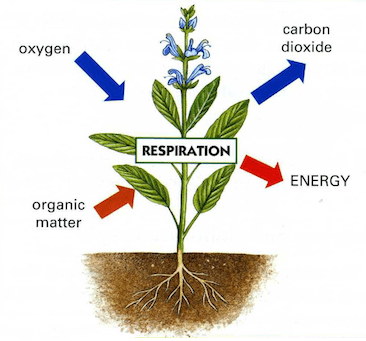 oxygen
carbon
dioxide
RESPIRATION
ENERGY
organic
matter